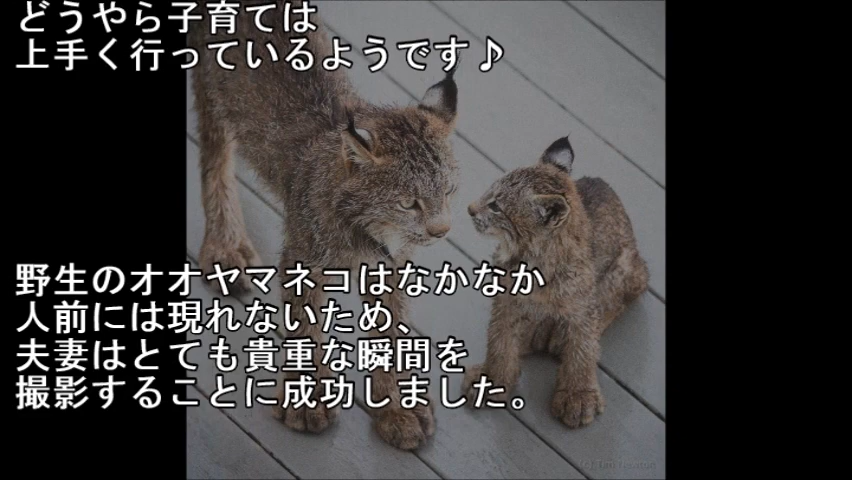 どうやら子育ては
上手く行っているようです♪
野生のオオヤマネコはなかなか
人前には現れないため、
夫妻はとても貴重な瞬間を
撮影することに成功しました。